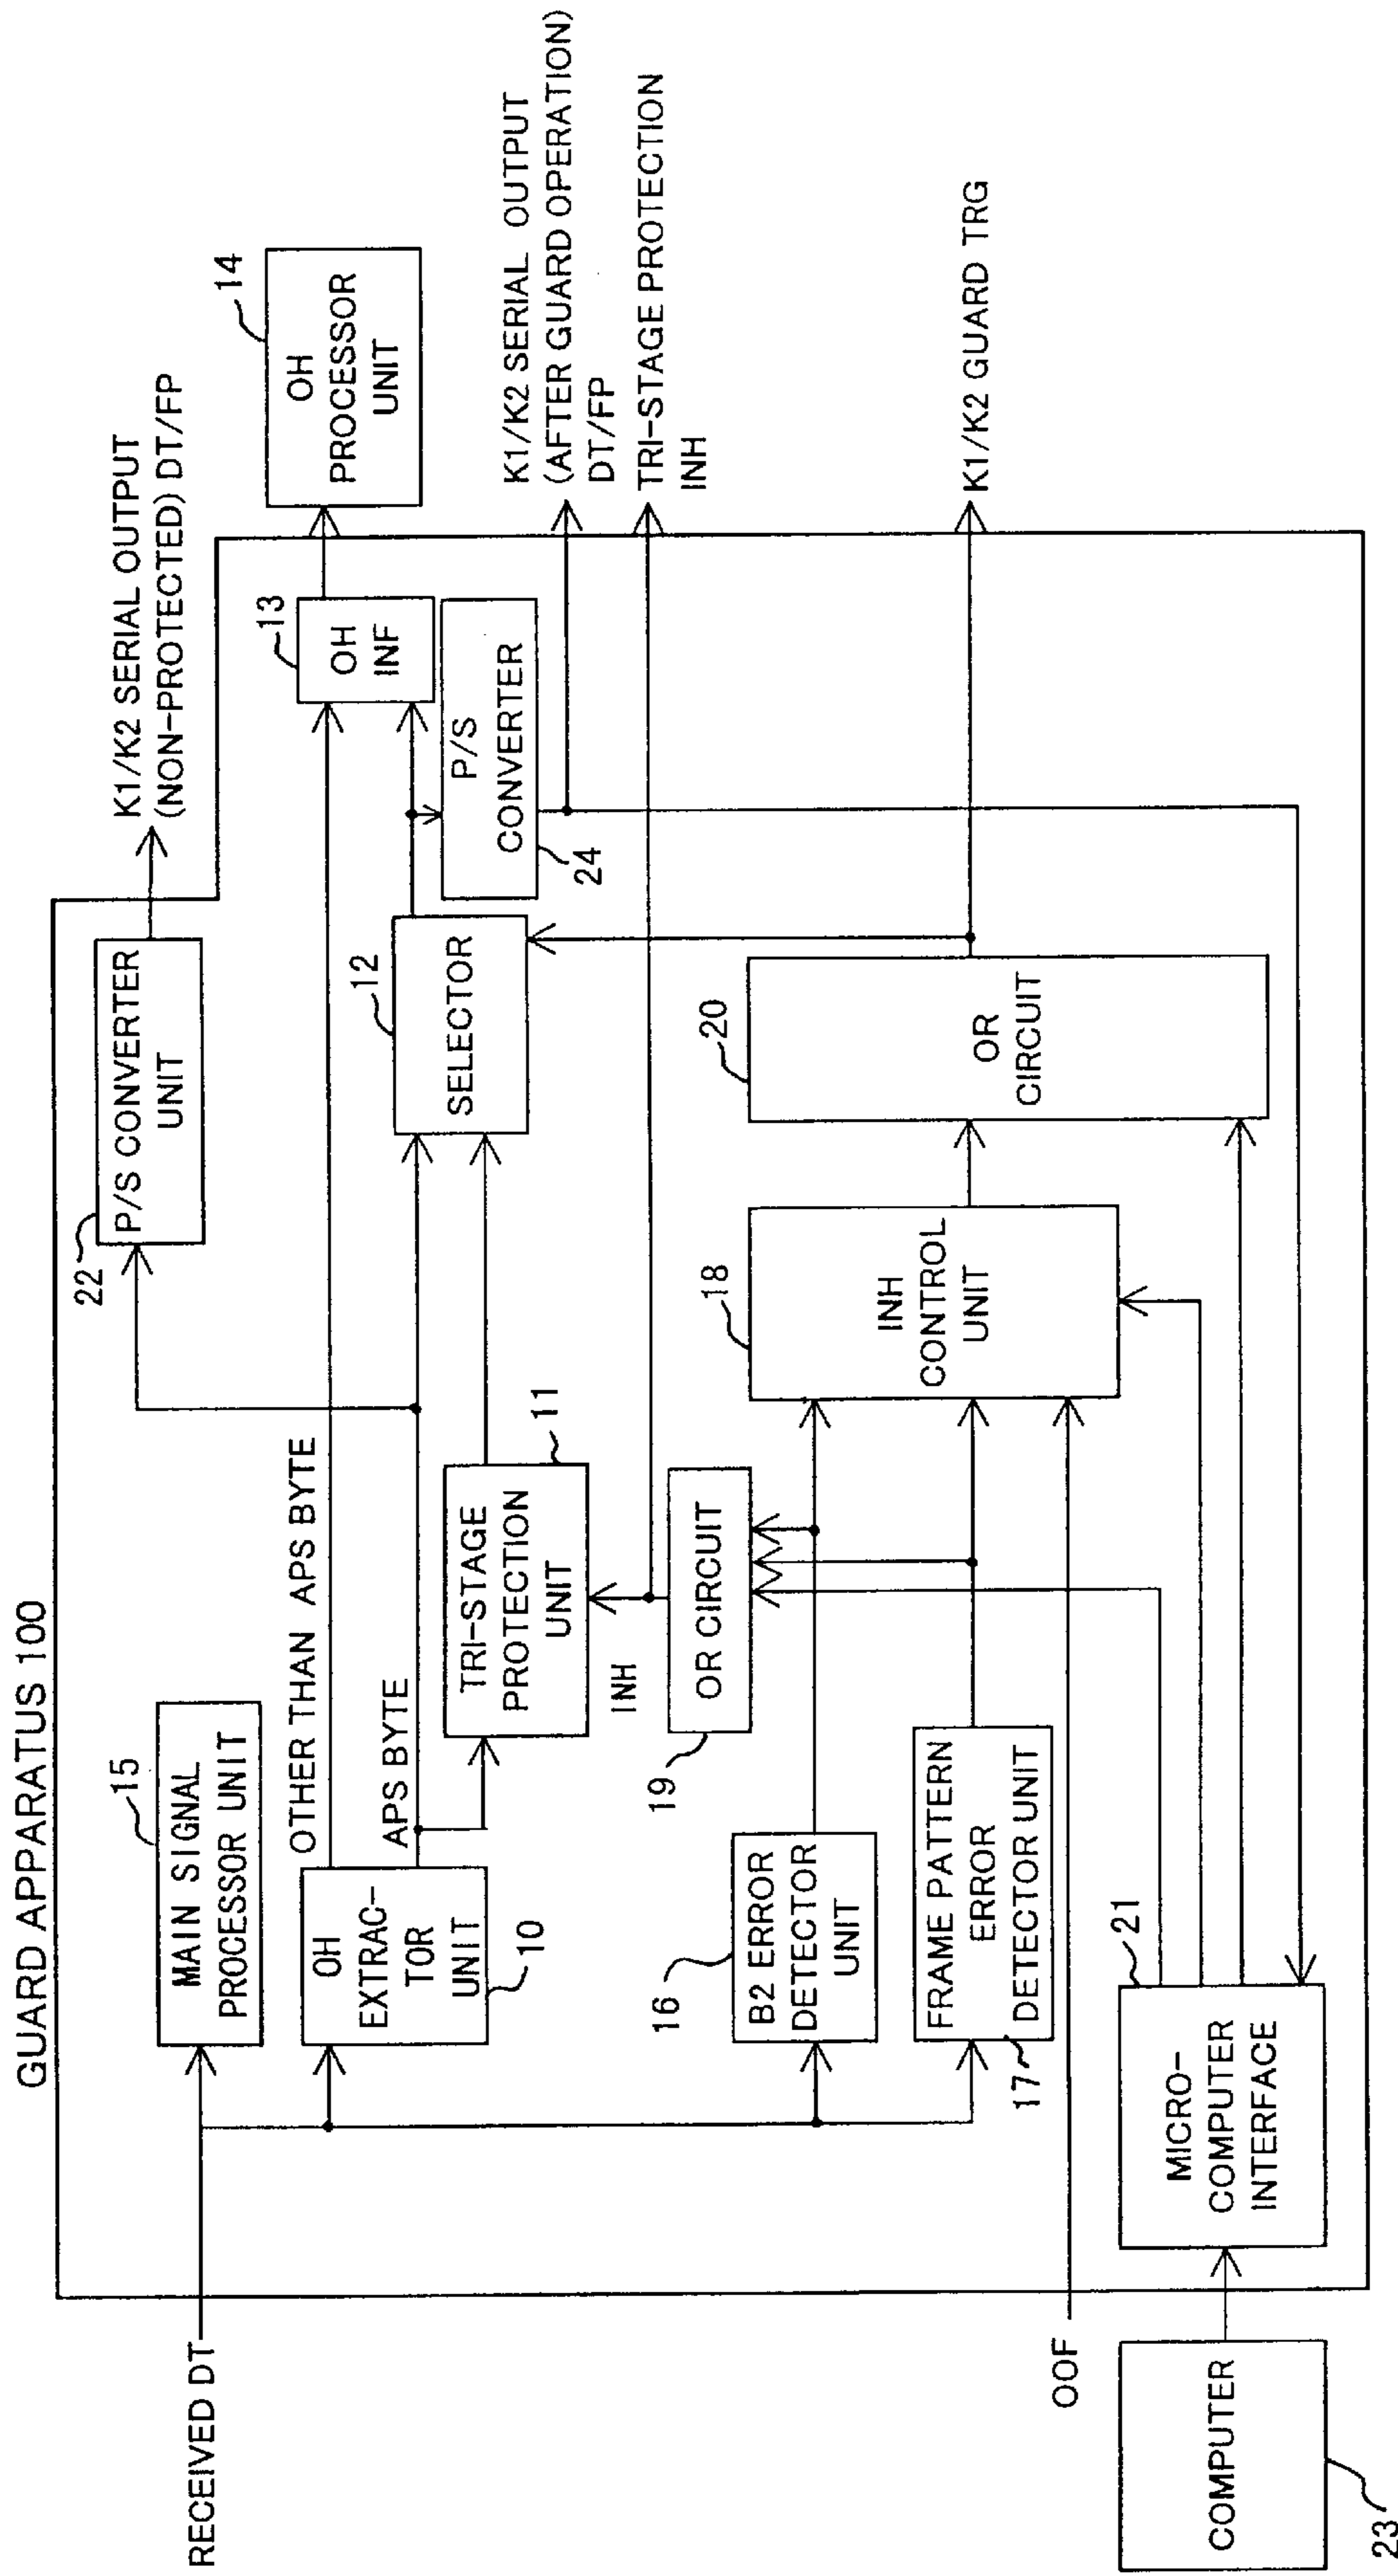 GUARD APPARATUS 100
RECEIVED DT
15
MAIN SIGNAL
PROCESSOR UNIT
22
P/S CONVERTER
UNIT
K1/K2 SERIAL OUTPUT
(NON-PROTECTED) DT/FP
OH
EXTRAC-
TOR
UNIT
10
OTHER THAN APS BYTE
APS BYTE
TRI-STAGE
PROTECTION
UNIT
11
INH
12
SELECTOR
13
OH
INF
14
OH
PROCESSOR
UNIT
P/S
CONVERTER
24
K1/K2 SERIAL OUTPUT
(AFTER GUARD OPERATION)
DT/FP
TRI-STAGE PROTECTION
INH
19
OR CIRCUIT
16
B2 ERROR
DETECTOR
UNIT
17
FRAME PATTERN
ERROR
DETECTOR UNIT
18
INH
CONTROL
UNIT
20
OR
CIRCUIT
K1/K2 GUARD TRG
OOF
21
MICRO-
COMPUTER
INTERFACE
COMPUTER
23